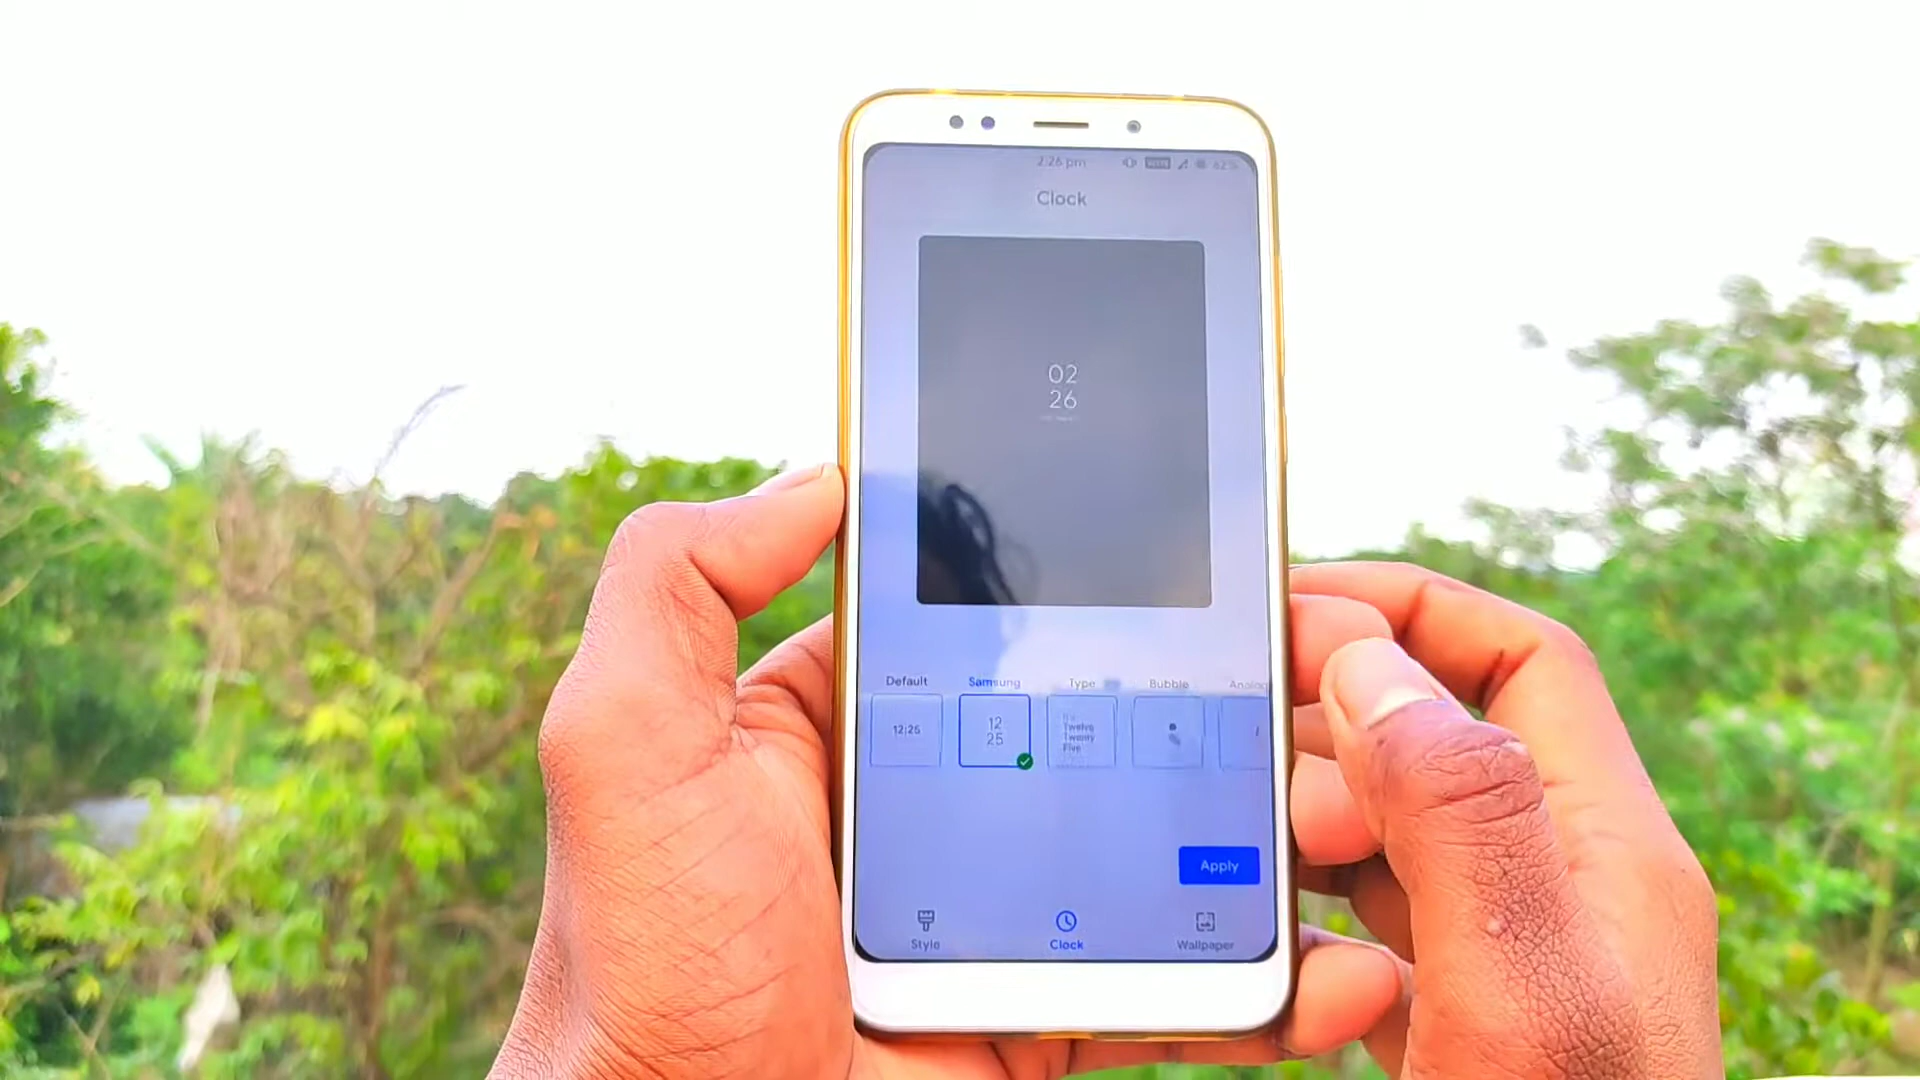 2:26 pm 62%
Clock
02
26
Default Samsung Type Bubble
12:25
12
25
Twelve
Twenty
Five
Apply
Style Clock Wallpaper